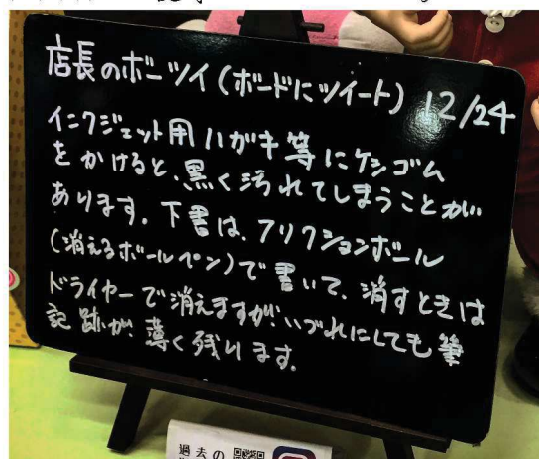 店長のボーツイ(ボードにツイート) 12/24
インクジェット用ハガキ等にケシゴム
をかけると、黒く汚れてしまうことが
あります。下書は、フリクションボール
(消えるボールペン)で書いて、消すときは
ドライヤーで消えますが、いづれにしても筆
記跡が、薄く残ります。
過去の